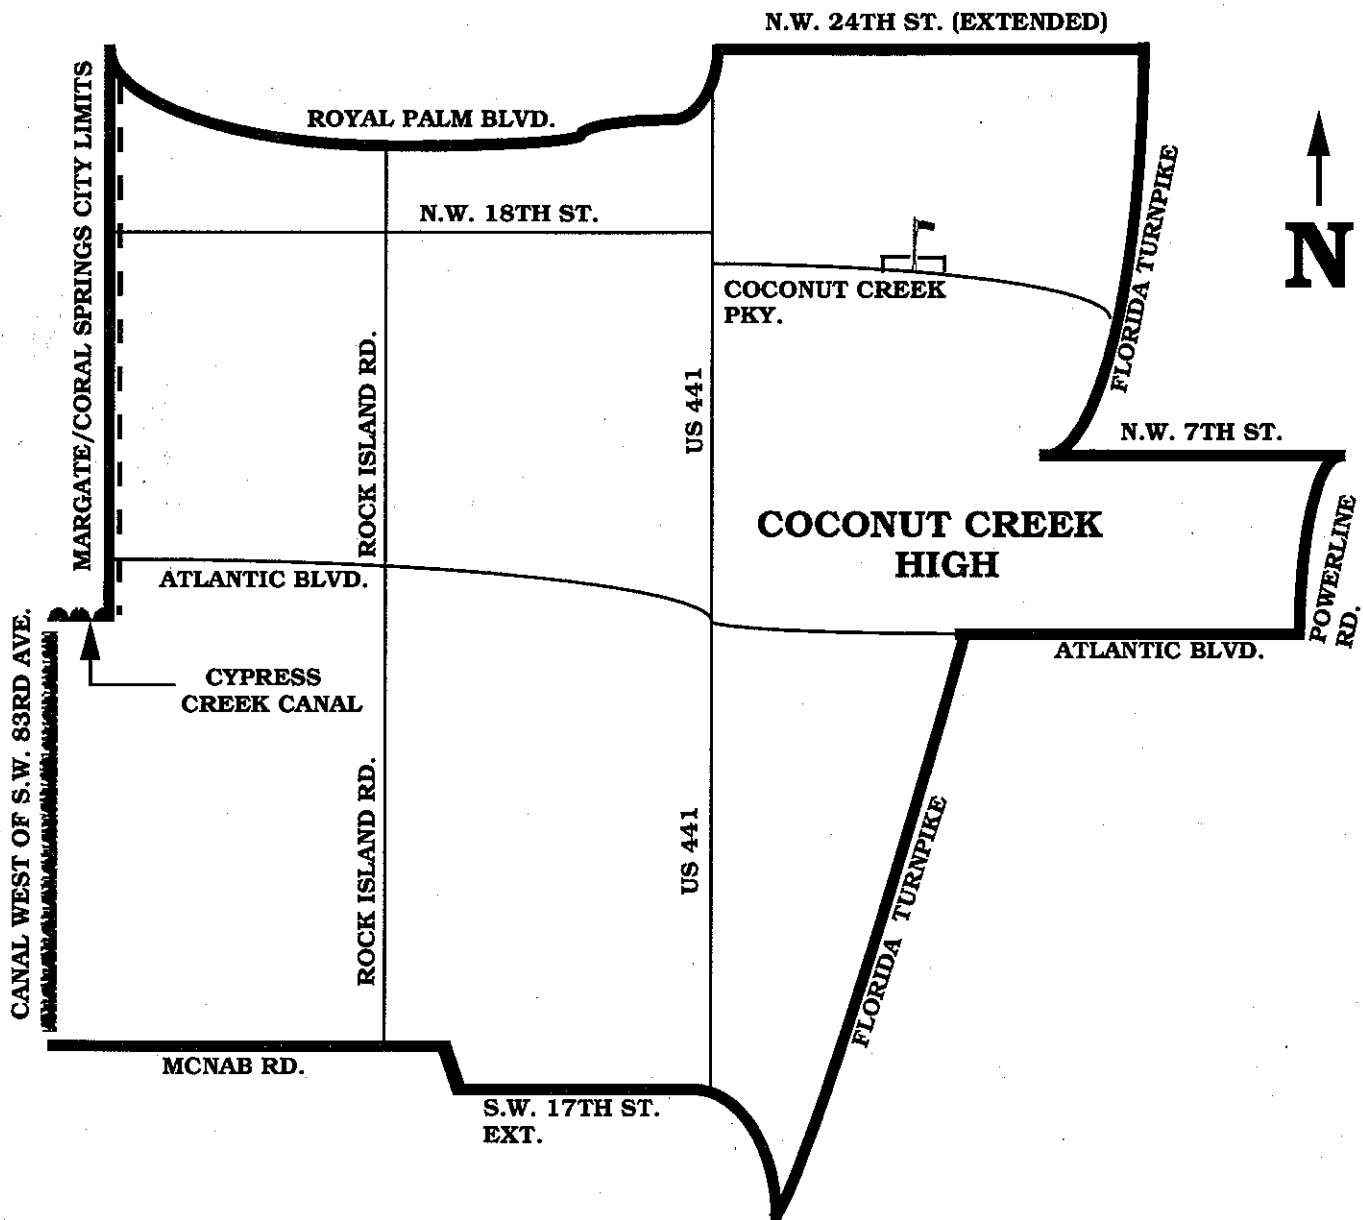 N.W. 24TH ST. (EXTENDED)
MARGATE/CORAL SPRINGS CITY LIMITS
ROYAL PALM BLVD.
N.W. 18TH ST.
FLORIDA TURNPIKE
N
COCONUT CREEK
PKY.
ROCK ISLAND RD.
US 441
N.W. 7TH ST.
COCONUT CREEK
HIGH
POWERLINE
RD.
ATLANTIC BLVD.
ATLANTIC BLVD.
CANAL WEST OF S.W. 83RD AVE.
CYPRESS
CREEK CANAL
ROCK ISLAND RD.
US 441
FLORIDA TURNPIKE
MCNAB RD.
S.W. 17TH ST.
EXT.